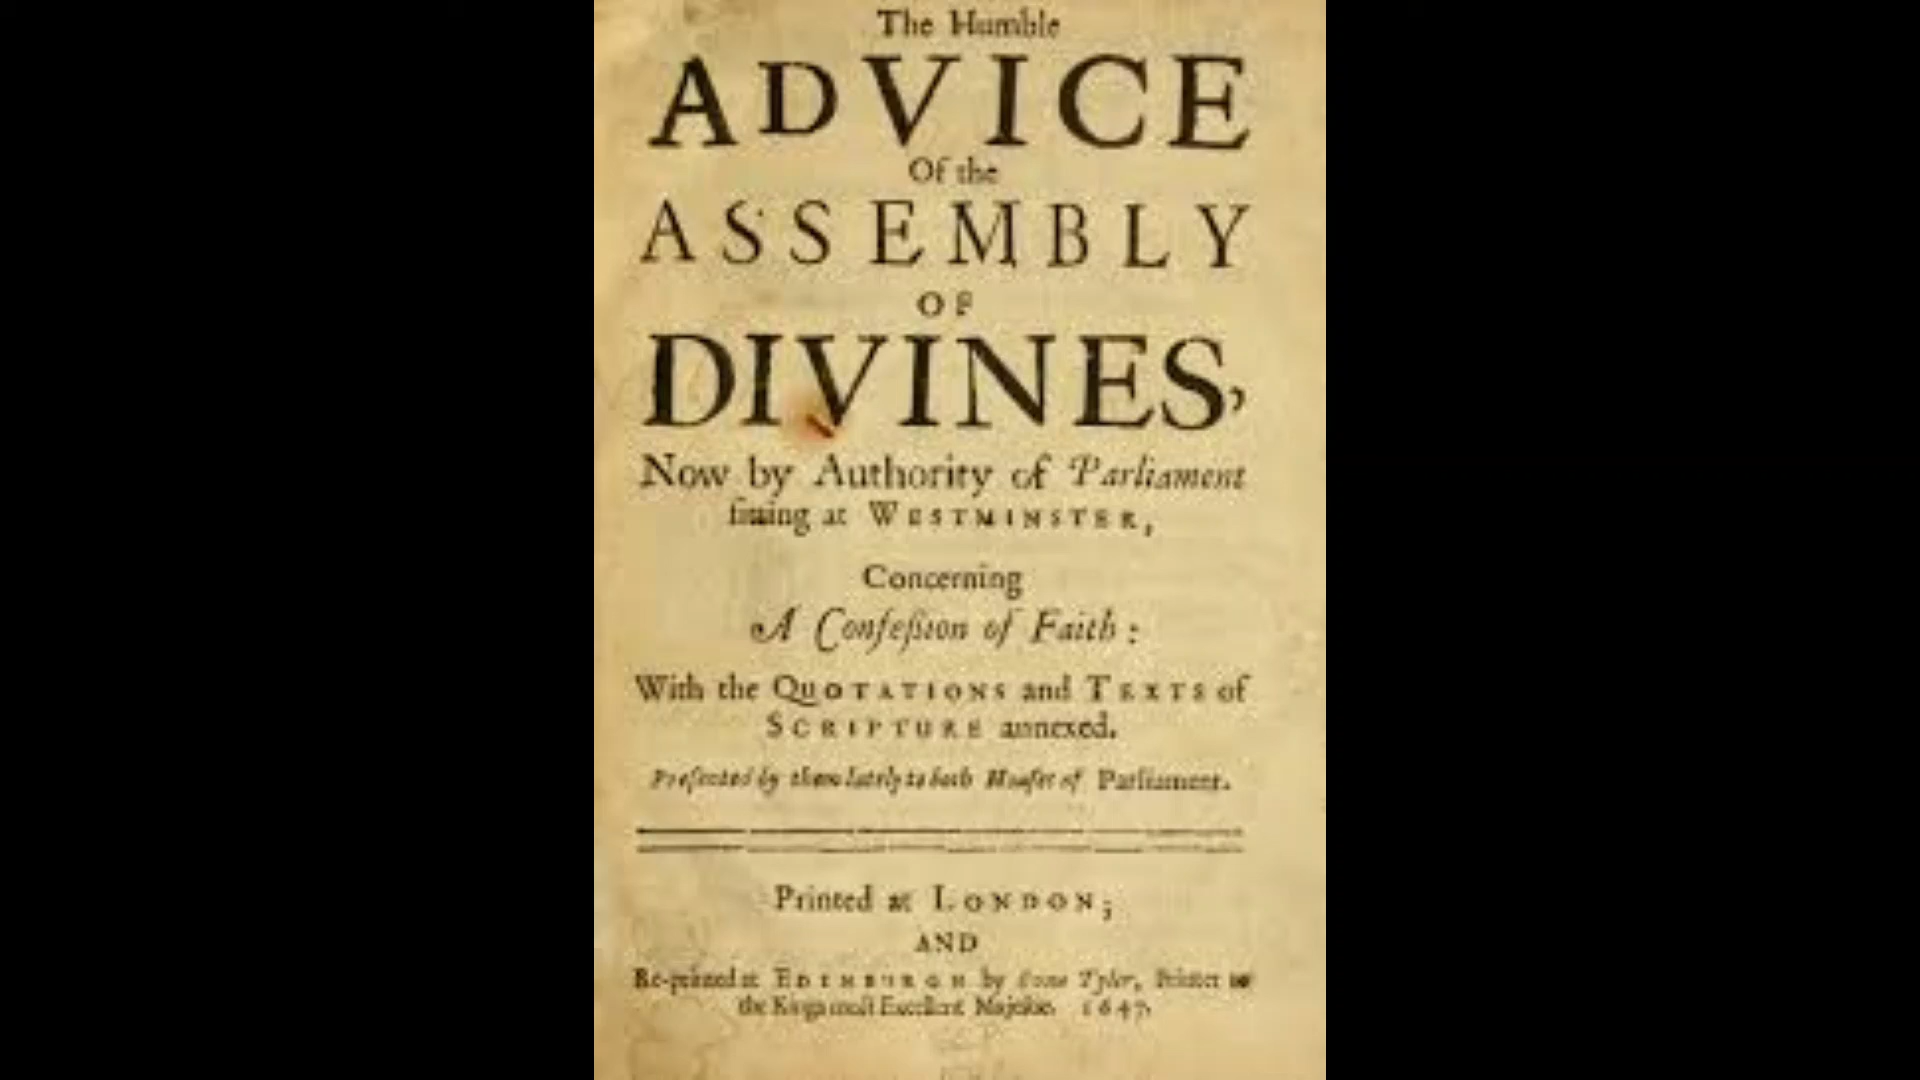 The Humble
ADVICE
Of the
ASSEMBLY
OF
DIVINES,
Now by Authority of Parliament
ſitting at WESTMINSTER,
Concerning
A Confeſsion of Faith:
With the QUOTATIONS and TEXTS of
SCRIPTURE annexed.
Preſented by them lately to both Houſes of Parliament.
Printed at LONDON;
AND
Re-printed at EDINBURGH by Tyler, Printer to
the Kings moſt Excellent Majeſtie. 1647.